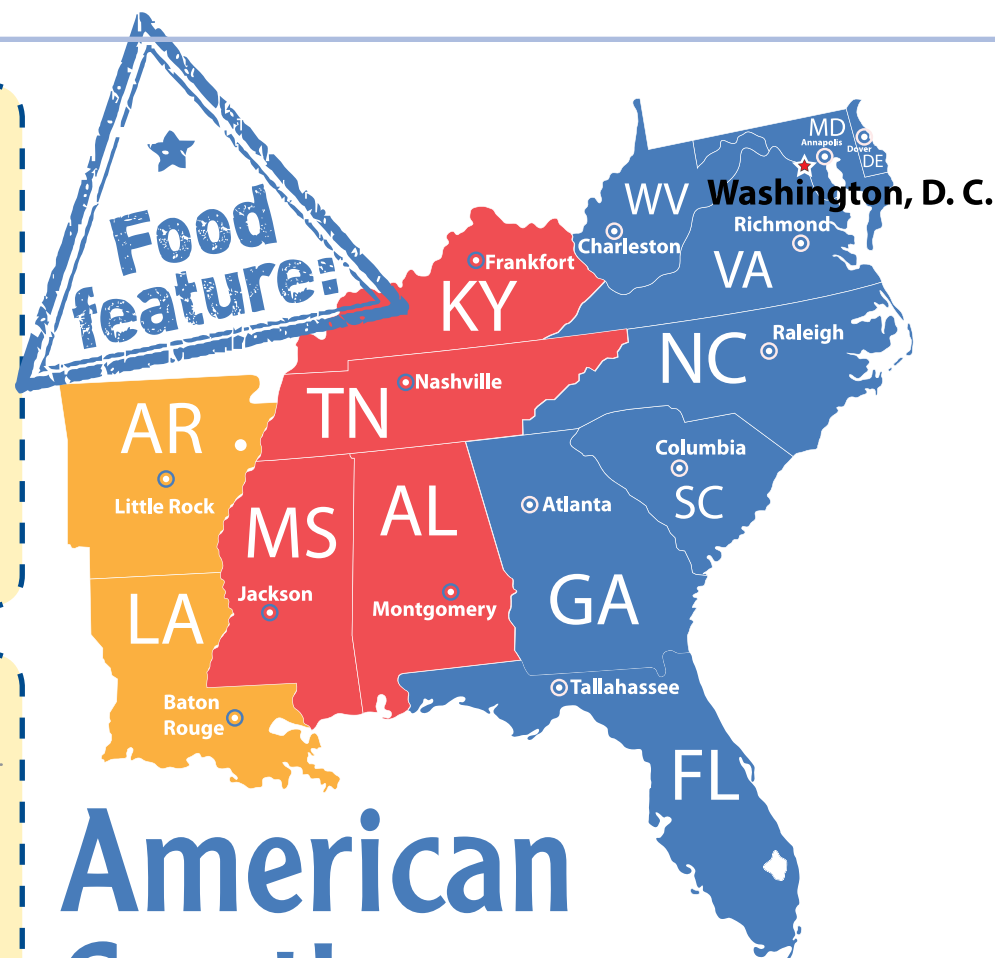 Food
feature:
MD
Annapolis
Dover
DE
WV
Washington, D. C.
Charleston
Richmond
VA
Frankfort
KY
NC
Raleigh
TN
Nashville
AR
Little Rock
Columbia
SC
MS
AL
Atlanta
Jackson
Montgomery
GA
LA
Baton
Rouge
Tallahassee
FL
American